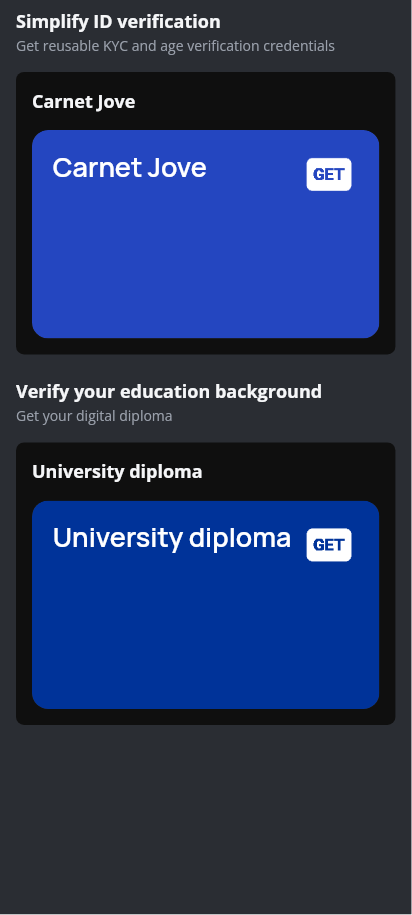 Simplify ID verification
Get reusable KYC and age verification credentials
Carnet Jove
Carnet Jove
GET
Verify your education background
Get your digital diploma
University diploma
University diploma
GET